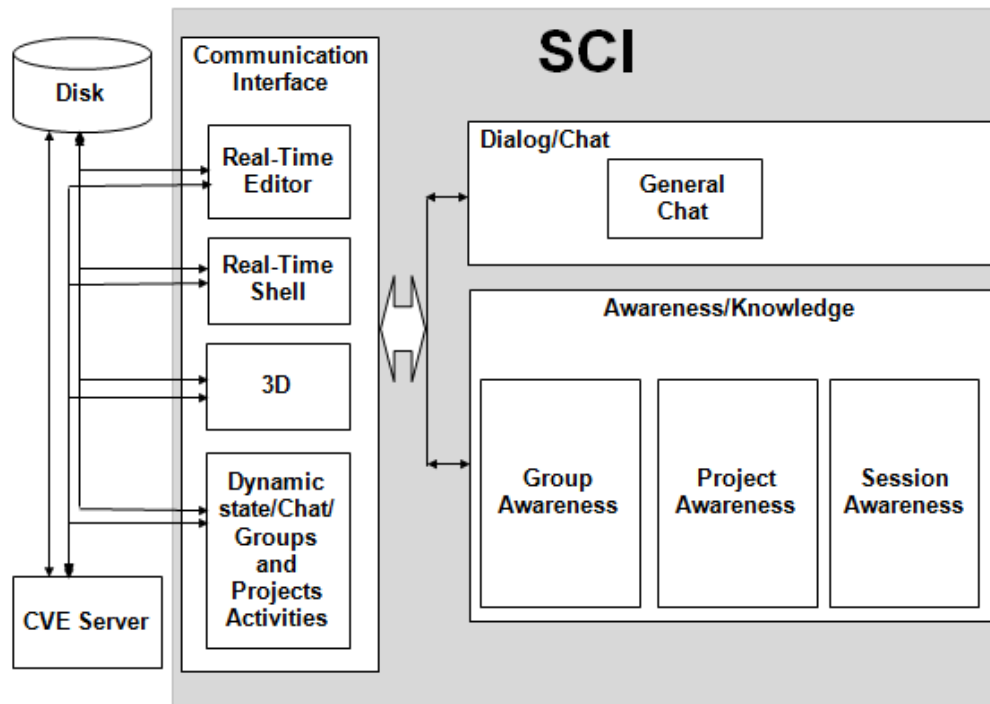 SCI
Disk
Communication
Interface
Real-Time
Editor
Real-Time
Shell
3D
Dynamic
state/Chat/
Groups
and
Projects
Activities
CVE Server
Dialog/Chat
General
Chat
Awareness/Knowledge
Group
Awareness
Project
Awareness
Session
Awareness